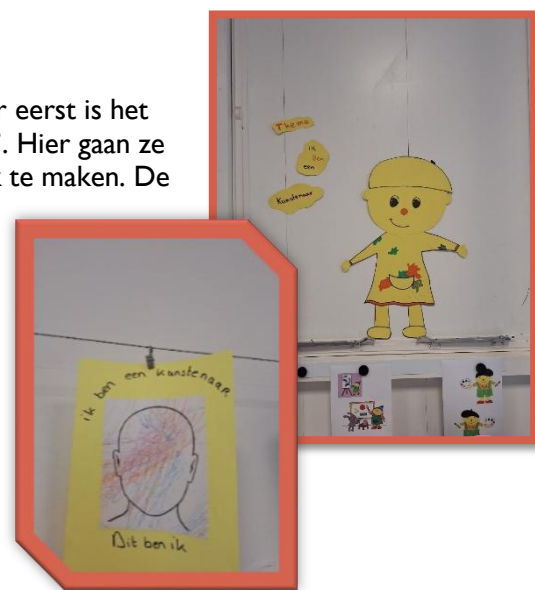 r eerst is het
. Hier gaan ze
k te maken. De
Thema
ik
Ben
een
Kunstenaar
ik ben een kunstenaar
Dit ben ik